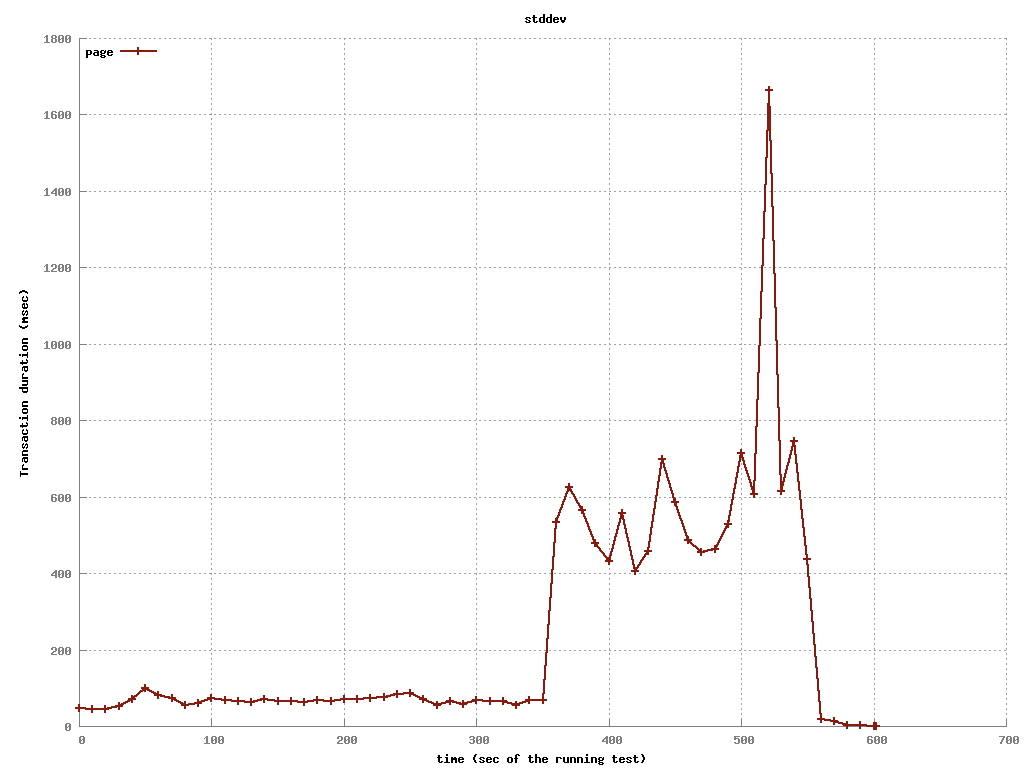 stddev
page
1800
1600
1400
1200
1000
800
600
400
200
0
Transaction duration (msec)
0 100 200 300 400 500 600 700
time (sec of the running test)